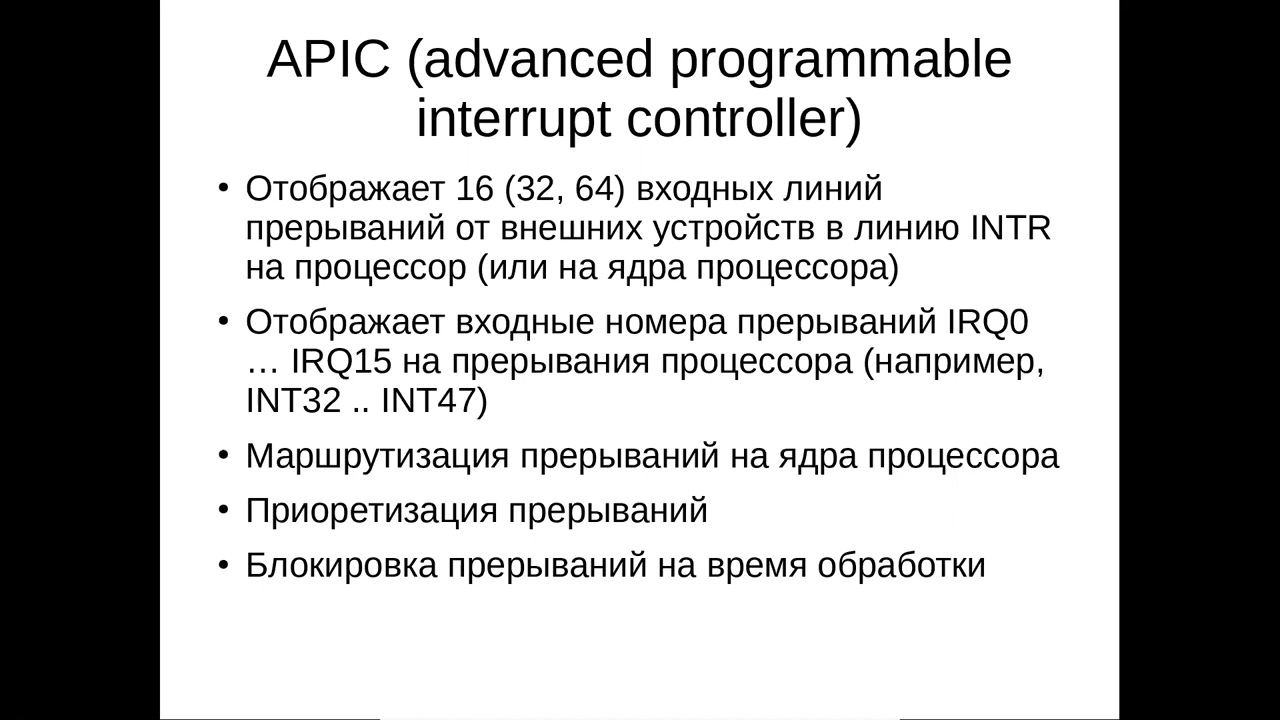 APIC (advanced programmable
interrupt controller)
• Отображает 16 (32, 64) входных линий
прерываний от внешних устройств в линию INTR
на процессор (или на ядра процессора)
• Отображает входные номера прерываний IRQ0
… IRQ15 на прерывания процессора (например,
INT32 .. INT47)
• Маршрутизация прерываний на ядра процессора
• Приоретизация прерываний
• Блокировка прерываний на время обработки